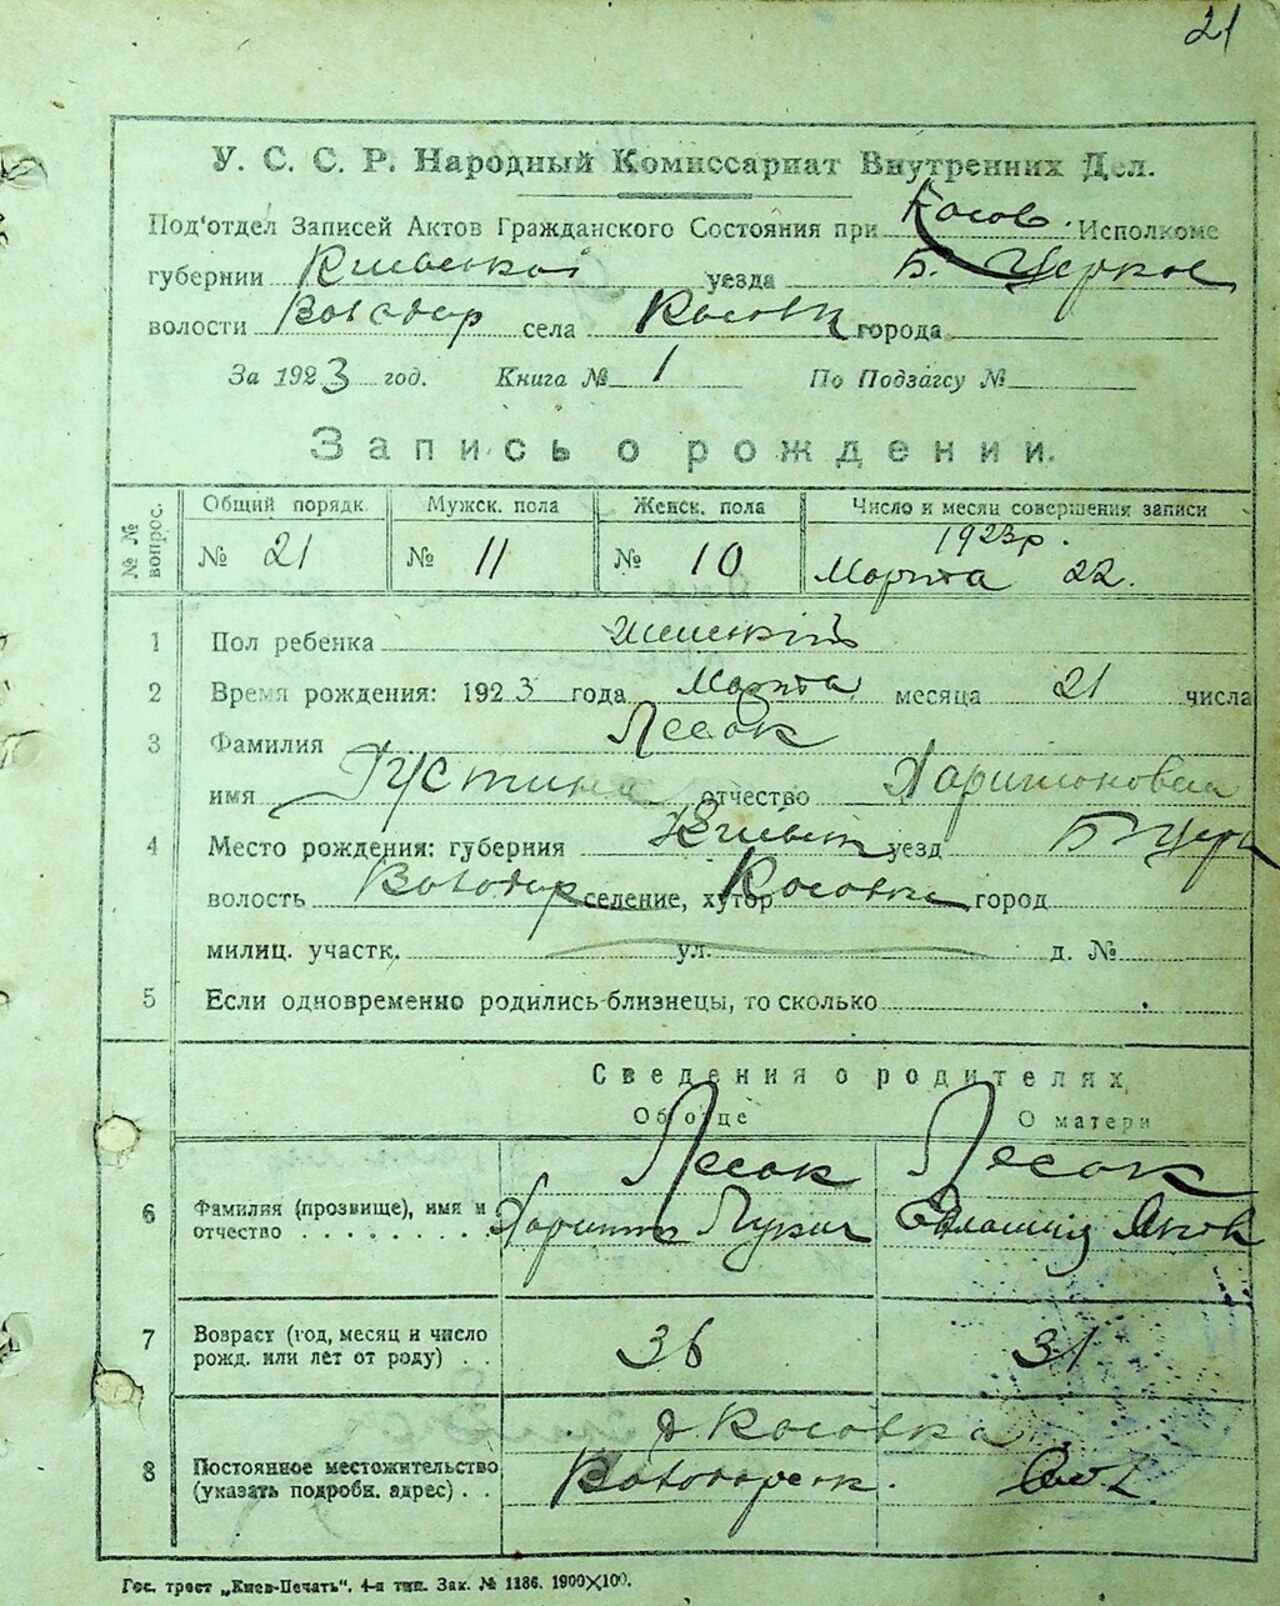 21
У. С. С. Р. Народный Комиссариат Внутренних Дел.
Под‘отдел Записей Актов Гражданского Состояния при Косов. Исполкоме
губернии Киевской уезда Б. Церков
волости Володар села Косовк города
За 1923 год. Книга № 1 По Подзагсу №
Запись о рождении.
№ № вопрос.
Общий порядк. Мужск. пола Женск. пола Число и месяц совершения записи
№ 21 № 11 № 10 1923р. Марта 22.
1 Пол ребенка
2 Время рождения: 1923 года Марта месяца 21 числа
3 Фамилия Лесак
имя Густина отчество Харитоновна
4 Место рождения: губерния Киевск уезд Б Церк
волость Володар селение, хутор Косовка город
милиц. участк. ул. д. №
5 Если одновременно родились близнецы, то сколько
Сведения о родителях
Об отце О матери
6 Фамилия (прозвище), имя и отчество . . . . . . . . . Лесак Лесак
Харитон Лукич Яков
7 Возраст (год, месяц и число рожд. или лет от роду) . . 36 31
8 Постоянное местожительство (указать подробн. адрес) . . Косовка
Володарск.
Гос. трест „Киев-Печать“. 4-я тип. Зак. № 1186. 1900×100.